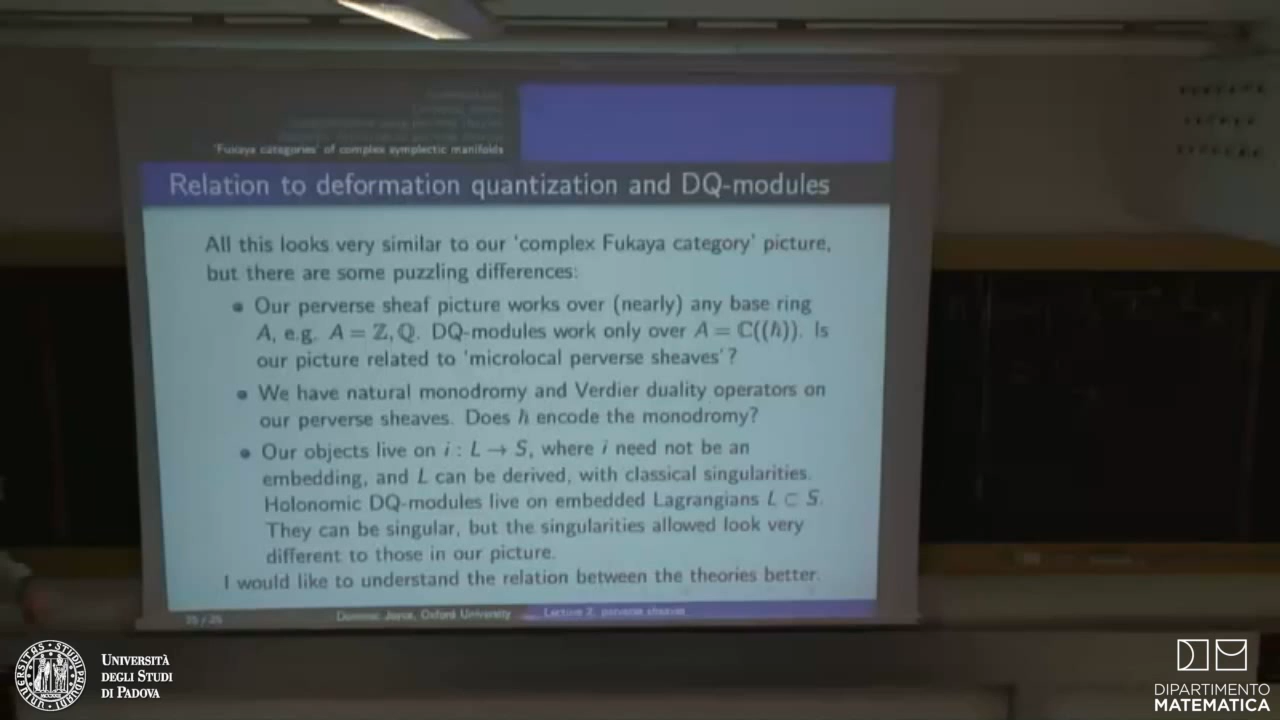 'Fukaya categories' of complex symplectic manifolds
Relation to deformation quantization and DQ-modules
All this looks very similar to our 'complex Fukaya category' picture,
but there are some puzzling differences:
• Our perverse sheaf picture works over (nearly) any base ring
A, e.g. A = ℤ, ℚ. DQ-modules work only over A = ℂ((ℏ)). Is
our picture related to 'microlocal perverse sheaves'?
• We have natural monodromy and Verdier duality operators on
our perverse sheaves. Does ℏ encode the monodromy?
• Our objects live on i : L → S, where i need not be an
embedding, and L can be derived, with classical singularities.
Holonomic DQ-modules live on embedded Lagrangians L ⊂ S.
They can be singular, but the singularities allowed look very
different to those in our picture.
I would like to understand the relation between the theories better.
Dominic Joyce, Oxford University
Lecture 2: perverse sheaves
UNIVERSITÀ
DEGLI STUDI
DI PADOVA
DIPARTIMENTO
MATEMATICA